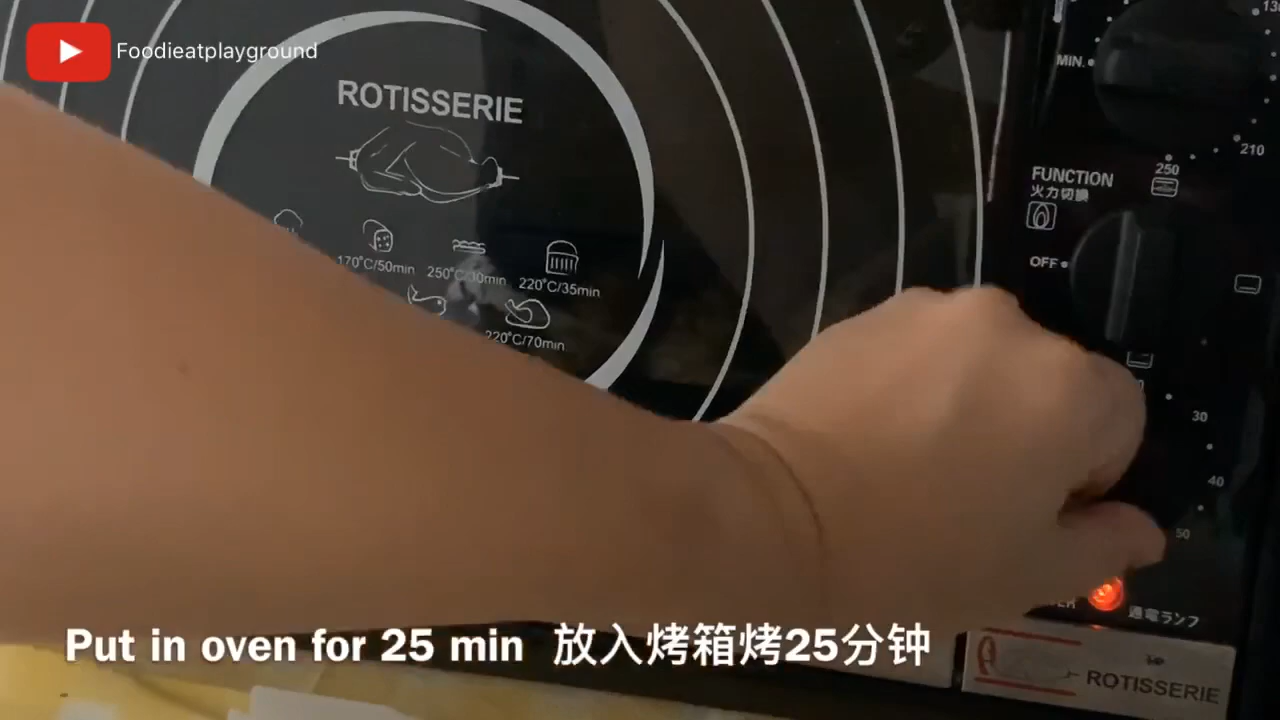 Foodieatplayground
ROTISSERIE
170°C/50min 250°C/30min 220°C/35min
220°C/70min
MIN.
130
210
250
FUNCTION
火力切換
OFF
30
40
50
通電ランプ
Put in oven for 25 min 放入烤箱烤25分钟
ROTISSERIE